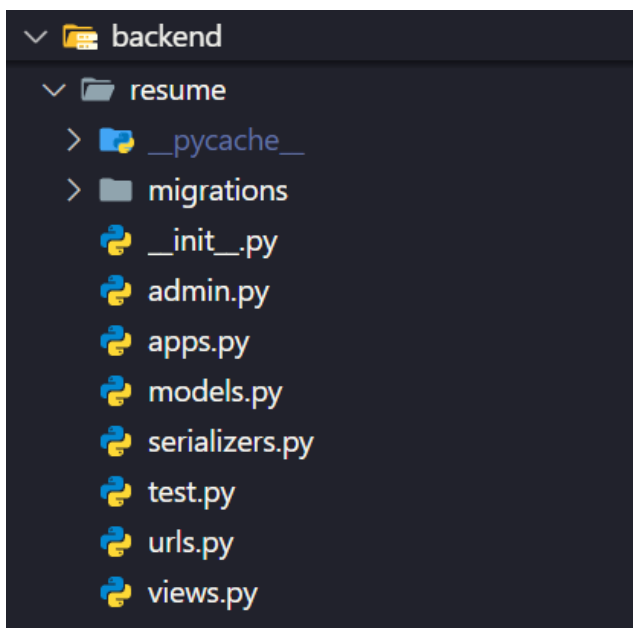 backend
resume
__pycache__
migrations
__init__.py
admin.py
apps.py
models.py
serializers.py
test.py
urls.py
views.py